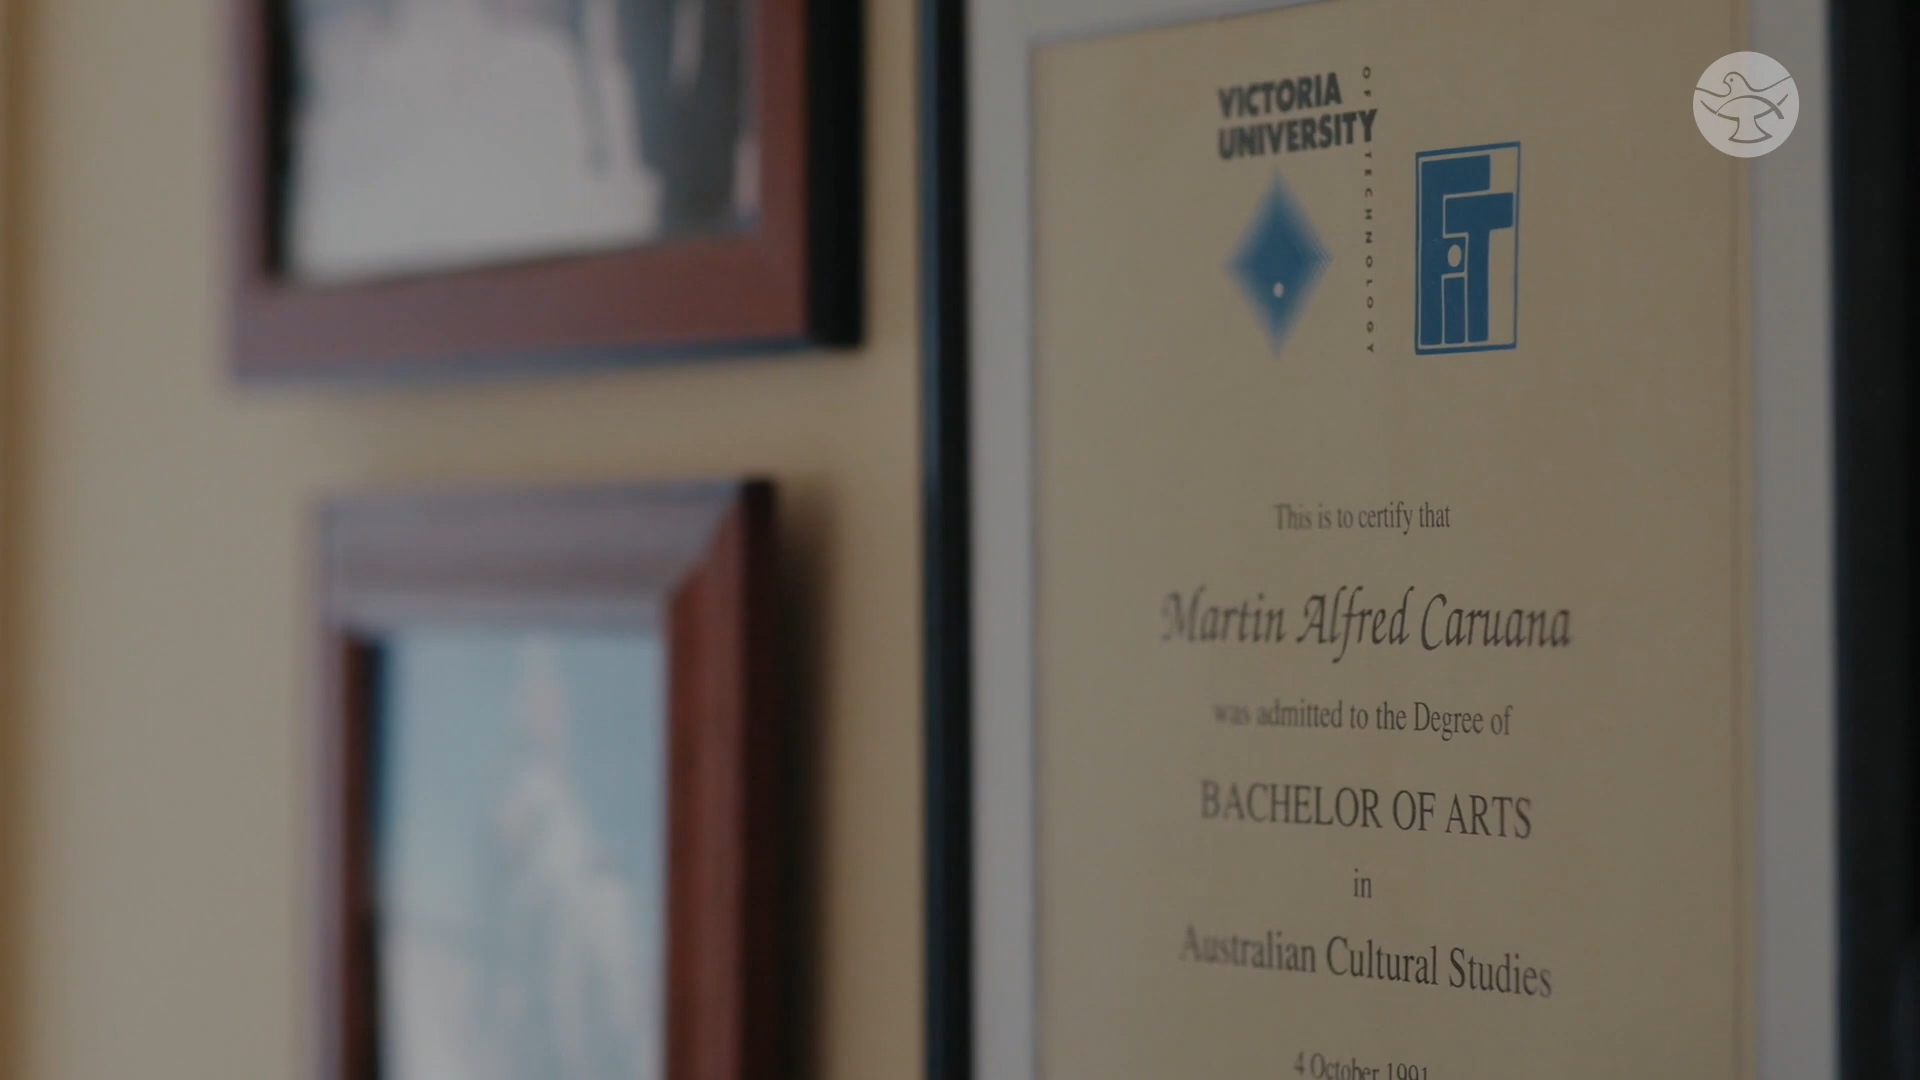 VICTORIA
UNIVERSITY
OF TECHNOLOGY
FiT
This is to certify that
Martin Alfred Caruana
was admitted to the Degree of
BACHELOR OF ARTS
in
Australian Cultural Studies
4 October 1991